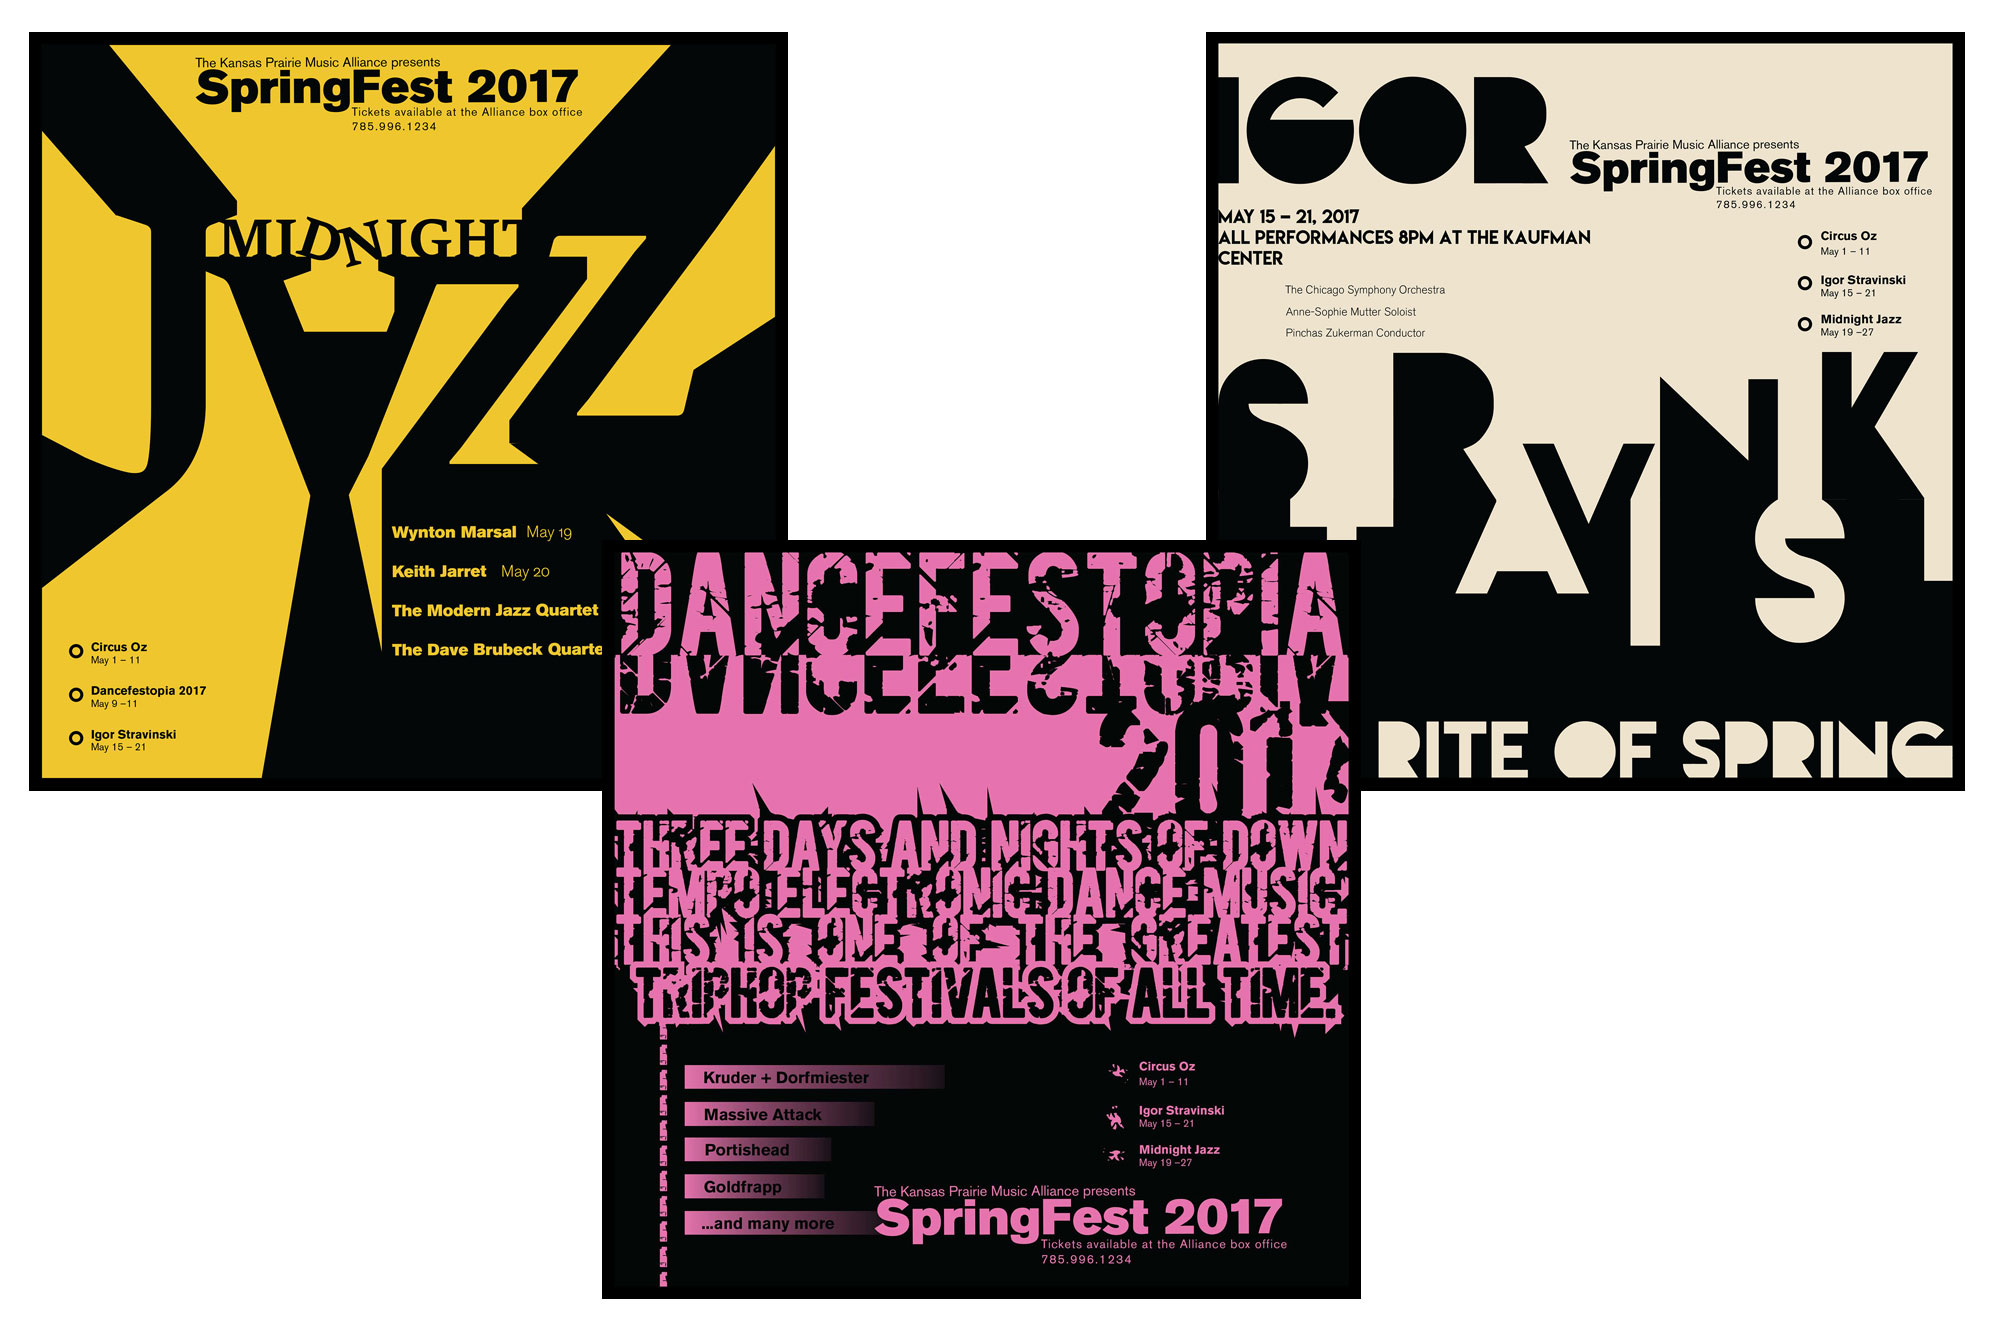 The Kansas Prairie Music Alliance presents
SpringFest 2017
Tickets available at the Alliance box office
785.996.1234
MIDNIGHT
JAZZ
Wynton Marsal May 19
Keith Jarret May 20
The Modern Jazz Quartet
The Dave Brubeck Quarte
Circus Oz
May 1 – 11
Dancefestopia 2017
May 9 –11
Igor Stravinski
May 15 – 21
IGOR
The Kansas Prairie Music Alliance presents
SpringFest 2017
Tickets available at the Alliance box office
785.996.1234
MAY 15 – 21, 2017
ALL PERFORMANCES 8PM AT THE KAUFMAN
CENTER
The Chicago Symphony Orchestra
Anne-Sophie Mutter Soloist
Pinchas Zukerman Conductor
Circus Oz
May 1 – 11
Igor Stravinski
May 15 – 21
Midnight Jazz
May 19 –27
STRAVINSKI
RITE OF SPRING
DANCEFESTOPIA
DANCEFESTOPIA
2017
THREE DAYS AND NIGHTS OF DOWN
TEMPO ELECTRONIC DANCE MUSIC
THIS IS ONE OF THE GREATEST
TRIPHOP FESTIVALS OF ALL TIME.
Kruder + Dorfmiester
Massive Attack
Portishead
Goldfrapp
...and many more
Circus Oz
May 1 – 11
Igor Stravinski
May 15 – 21
Midnight Jazz
May 19 –27
The Kansas Prairie Music Alliance presents
SpringFest 2017
Tickets available at the Alliance box office
785.996.1234